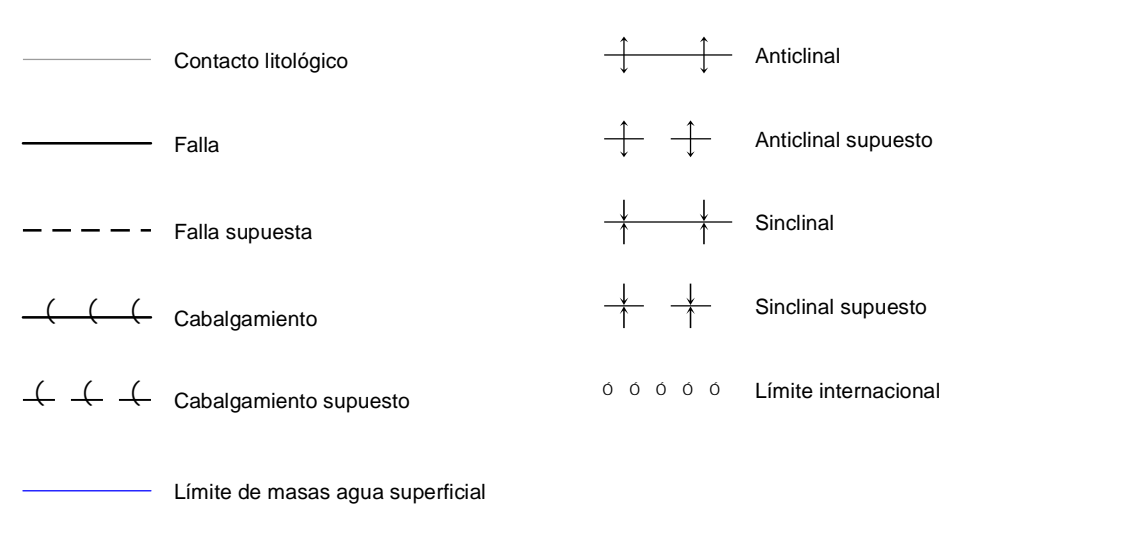 Contacto litológico
Falla
Falla supuesta
Cabalgamiento
Cabalgamiento supuesto
Límite de masas agua superficial
Anticlinal
Anticlinal supuesto
Sinclinal
Sinclinal supuesto
Ó Ó Ó Ó Ó Límite internacional